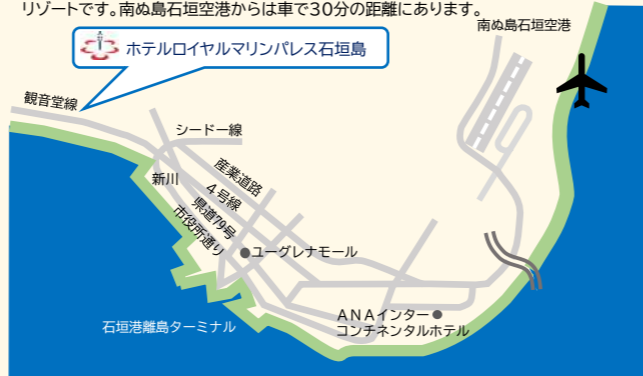 リゾートです。南ぬ島石垣空港からは車で30分の距離にあります。
南ぬ島石垣空港
ホテルロイヤルマリンパレス石垣島
観音堂線
シードー線
産業道路
新川
4号線
県道79号
市役所通り
ユーグレナモール
ANAインター
コンチネンタルホテル
石垣港離島ターミナル